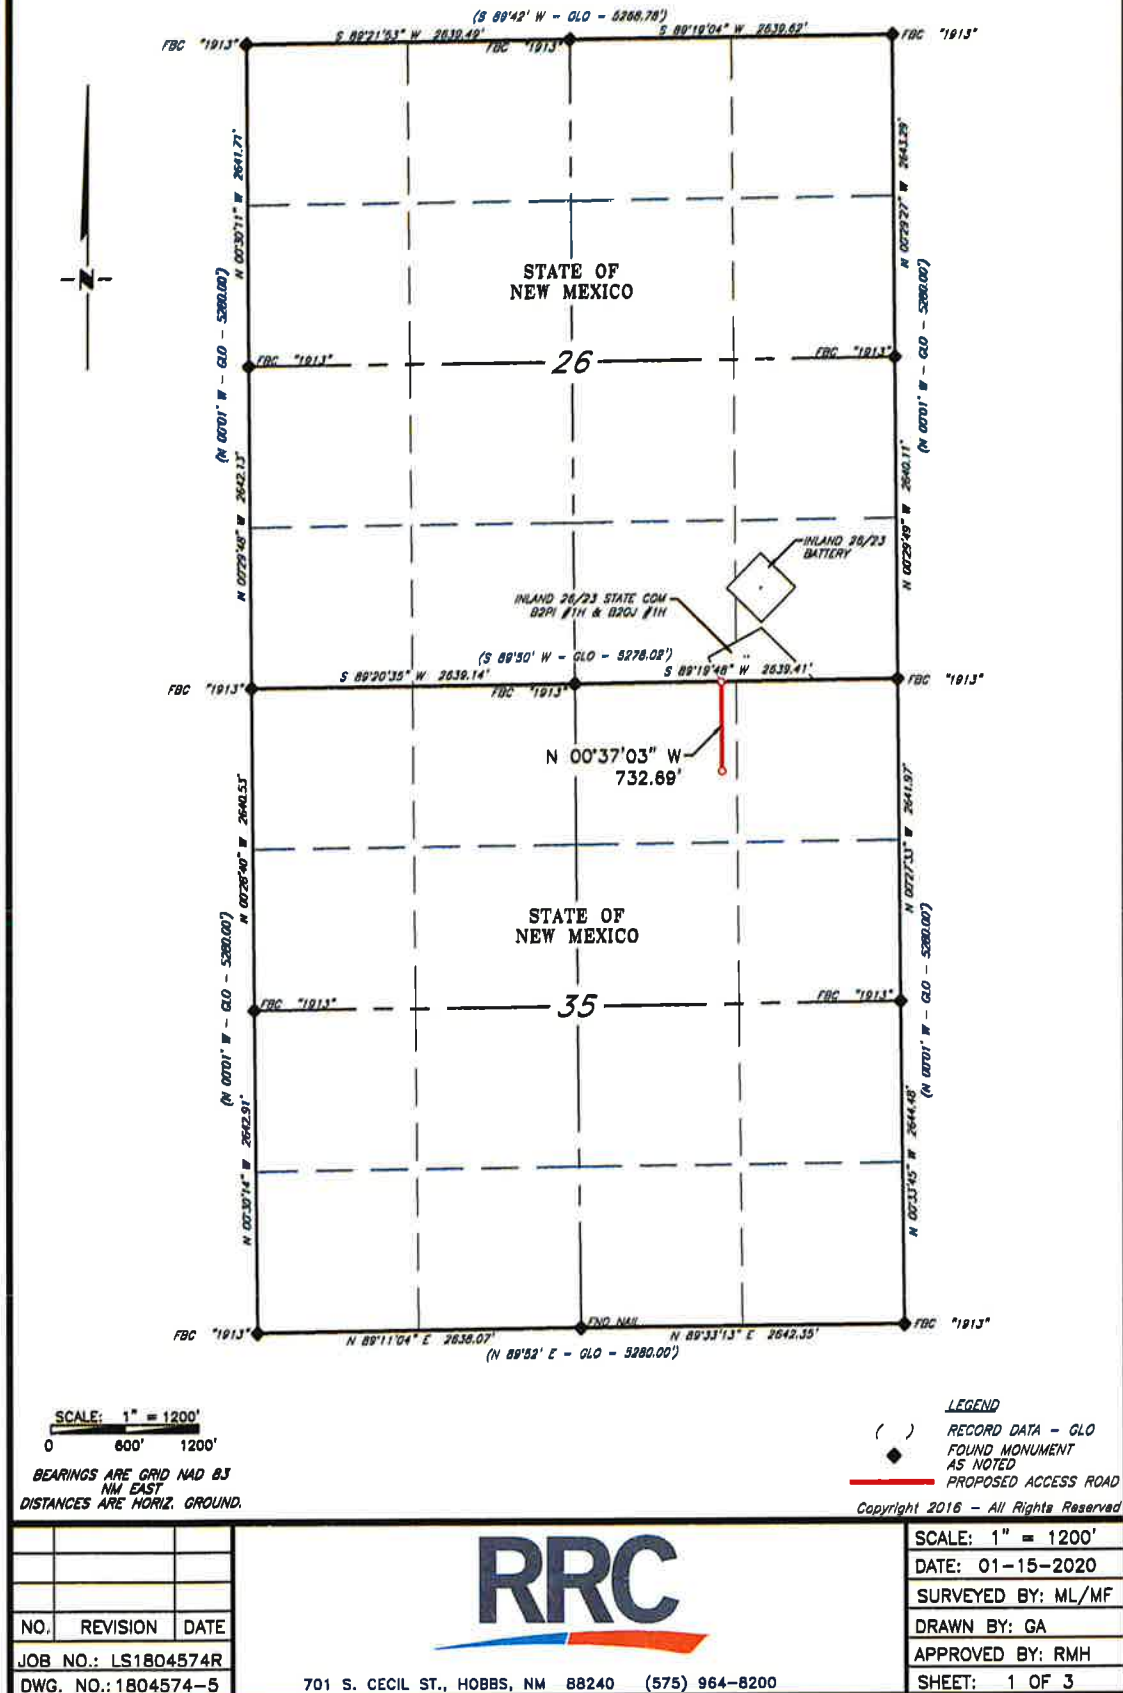 (S 89°42' W - GLO - 5268.78')
FBC "1913"
S 89°21'53" W 2639.49'
FBC "1913"
S 89°19'04" W 2639.62'
FBC "1913"
N 00°30'11" W 2641.71'
N 00°29'27" W 2643.29'
-N-
STATE OF
NEW MEXICO
(N 00°01' W - GLO - 5280.00')
(N 00°01' W - GLO - 5280.00')
FBC "1913"
26
FBC "1913"
N 00°29'48" W 2642.13'
N 00°29'49" W 2640.11'
INLAND 26/23
BATTERY
INLAND 26/23 STATE COM
B2PI #1H & B2OJ #1H
(S 89°50' W - GLO - 5278.02')
FBC "1913"
S 89°20'35" W 2639.14'
FBC "1913"
S 89°19'48" W 2639.41'
FBC "1913"
N 00°37'03" W
732.69'
N 00°28'40" W 2640.53'
N 00°27'33" W 2641.97'
STATE OF
NEW MEXICO
(N 00°01' W - GLO - 5280.00')
(N 00°01' W - GLO - 5280.00')
FBC "1913"
35
FBC "1913"
N 00°30'14" W 2642.91'
N 00°33'45" W 2644.48'
FBC "1913"
N 89°11'04" E 2638.07'
FND NAIL
N 89°33'13" E 2642.35'
FBC "1913"
(N 89°52' E - GLO - 5280.00')
SCALE: 1" = 1200'
0 600' 1200'
BEARINGS ARE GRID NAD 83
NM EAST
DISTANCES ARE HORIZ. GROUND.
LEGEND
( ) RECORD DATA - GLO
FOUND MONUMENT
AS NOTED
PROPOSED ACCESS ROAD
Copyright 2016 - All Rights Reserved
NO. REVISION DATE
JOB NO.: LS1804574R
DWG. NO.: 1804574-5
RRC
701 S. CECIL ST., HOBBS, NM 88240 (575) 964-8200
SCALE: 1" = 1200'
DATE: 01-15-2020
SURVEYED BY: ML/MF
DRAWN BY: GA
APPROVED BY: RMH
SHEET: 1 OF 3